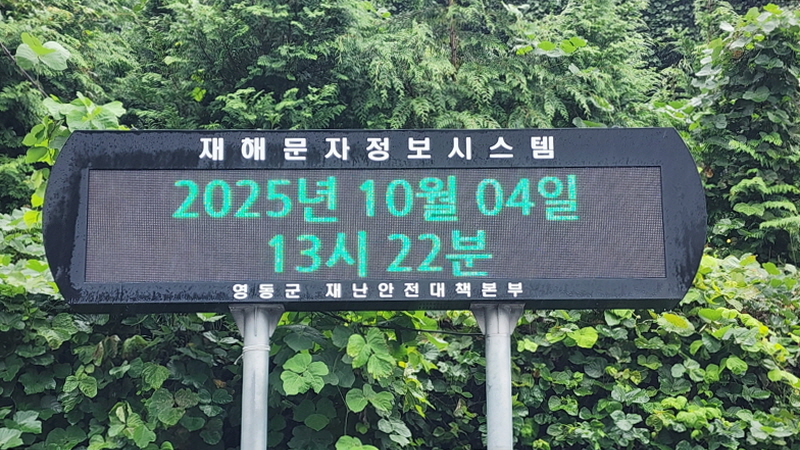 재해문자정보시스템
2025년 10월 04일
13시 22분
영동군 재난안전대책본부